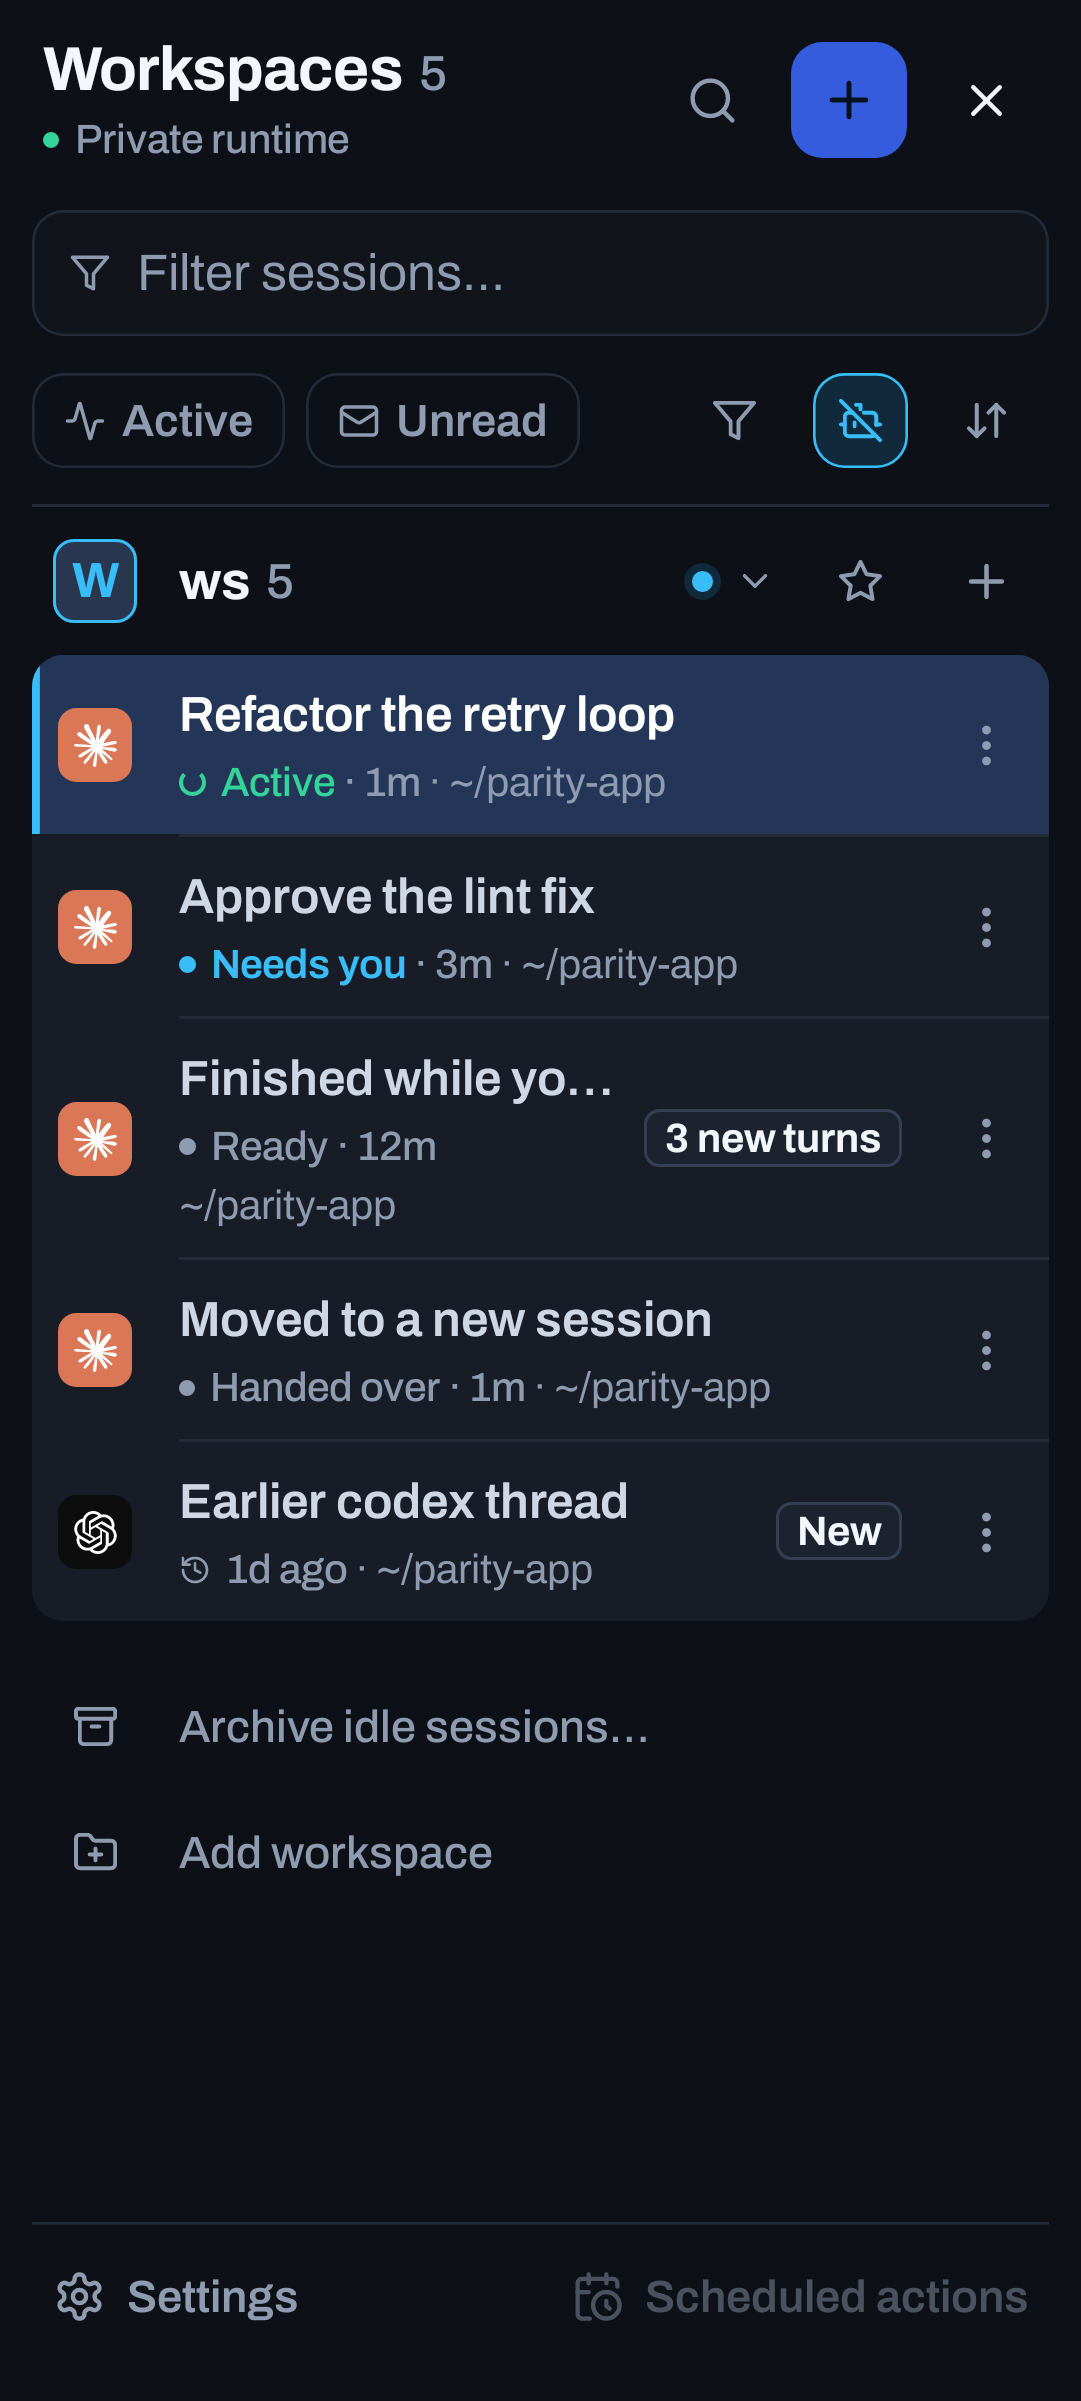 Workspaces 5
Private runtime
Filter sessions...
Active
Unread
W
ws 5
Refactor the retry loop
Active · 1m · ~/parity-app
Approve the lint fix
Needs you · 3m · ~/parity-app
Finished while yo...
Ready · 12m
~/parity-app
3 new turns
Moved to a new session
Handed over · 1m · ~/parity-app
Earlier codex thread
1d ago · ~/parity-app
New
Archive idle sessions...
Add workspace
Settings
Scheduled actions